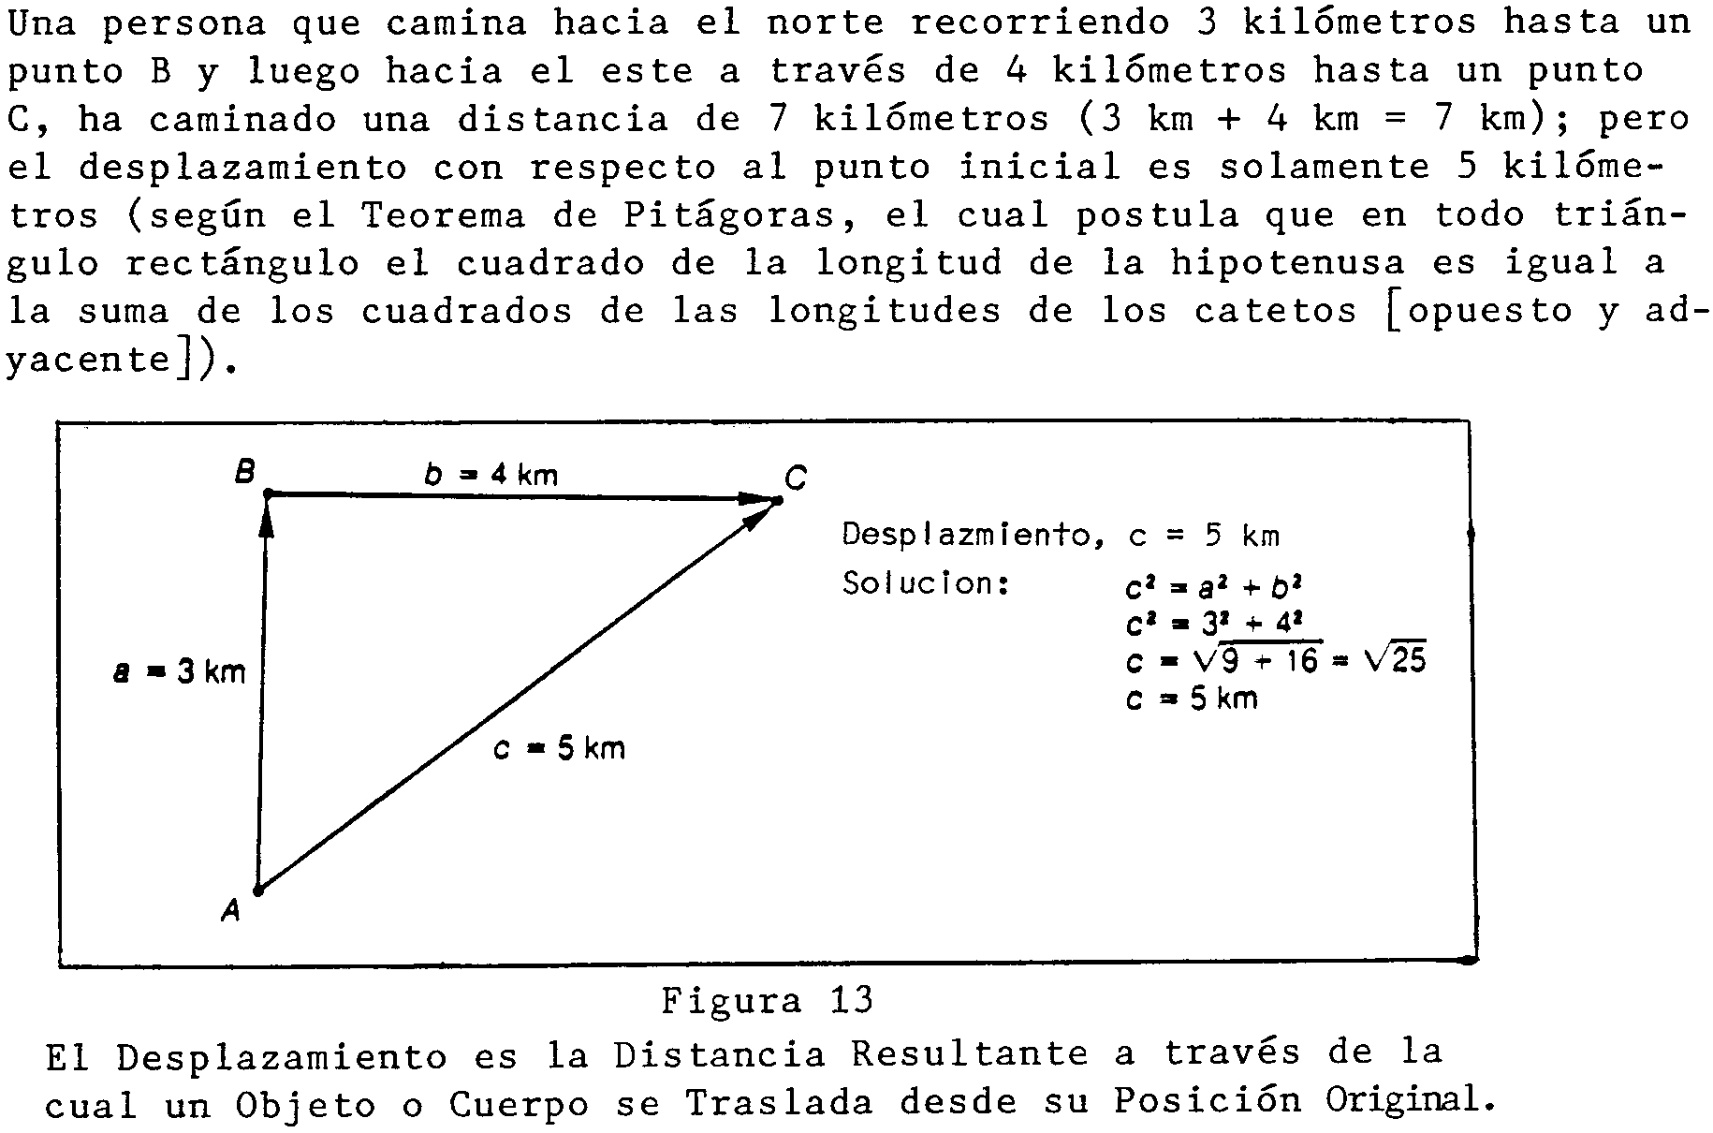 Una persona que camina hacia el norte recorriendo 3 kilómetros hasta un
punto B y luego hacia el este a través de 4 kilómetros hasta un punto
C, ha caminado una distancia de 7 kilómetros (3 km + 4 km = 7 km); pero
el desplazamiento con respecto al punto inicial es solamente 5 kilóme-
tros (según el Teorema de Pitágoras, el cual postula que en todo trián-
gulo rectángulo el cuadrado de la longitud de la hipotenusa es igual a
la suma de los cuadrados de las longitudes de los catetos [opuesto y ad-
yacente]).
B
b = 4 km
C
a = 3 km
c = 5 km
A
Desplazmiento, c = 5 km
Solucion:
c² = a² + b²
c² = 3² + 4²
c = √9 + 16 = √25
c = 5 km
Figura 13
El Desplazamiento es la Distancia Resultante a través de la
cual un Objeto o Cuerpo se Traslada desde su Posición Original.